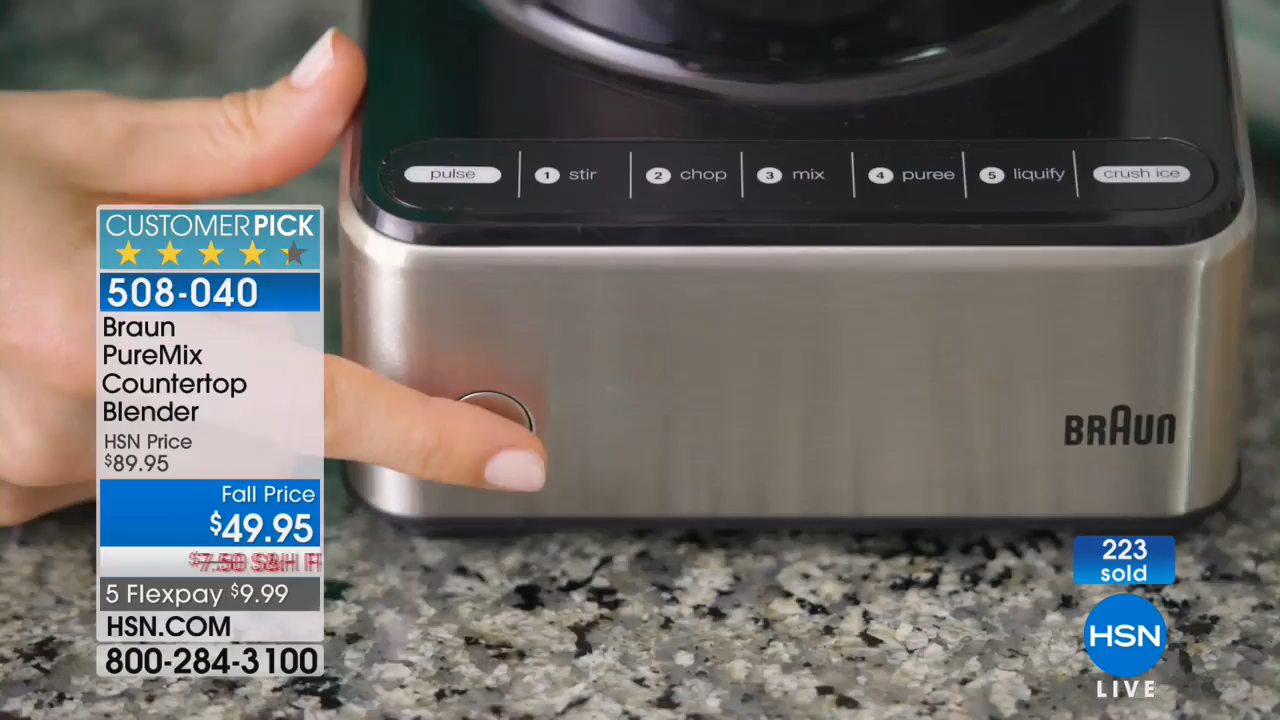 pulse
1 stir
2 chop
3 mix
4 puree
5 liquify
crush ice
CUSTOMER PICK
508-040
Braun
PureMix
Countertop
Blender
HSN Price
$89.95
Fall Price
$49.95
$7.50 S&H
5 Flexpay $9.99
HSN.COM
800-284-3100
BRAUN
223
sold
HSN
LIVE